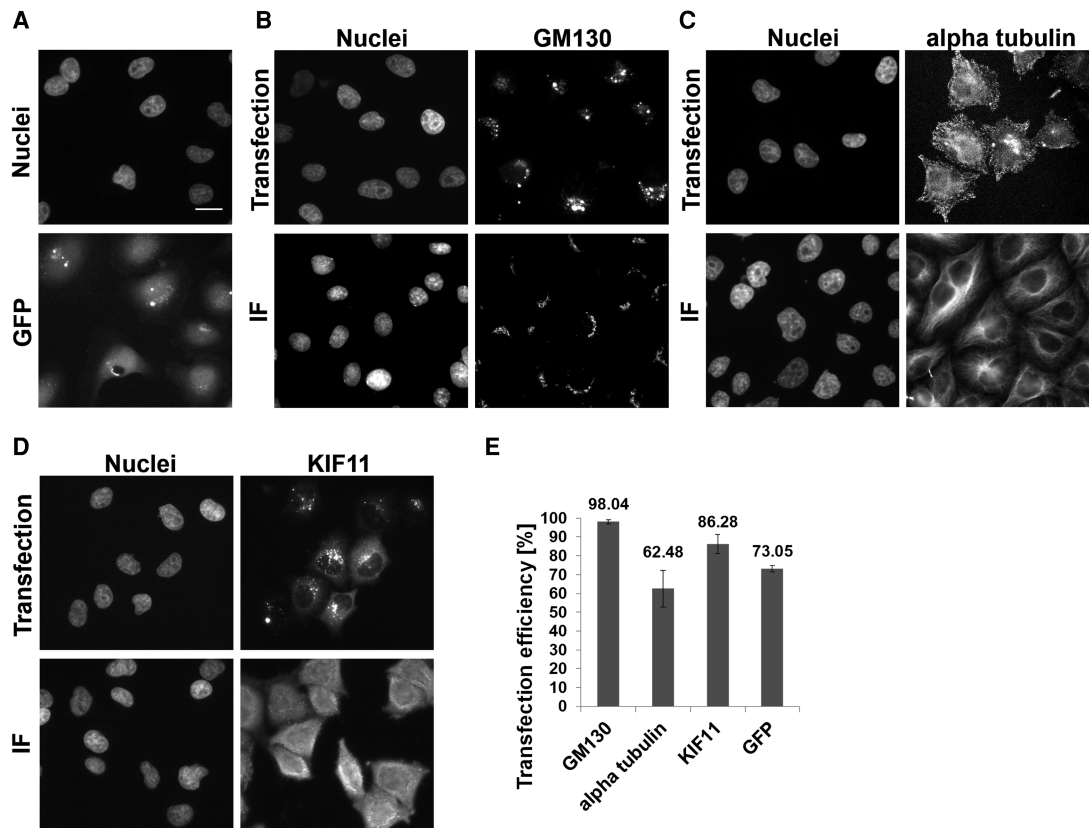 A
Nuclei
GFP
B
Nuclei GM130
Transfection
IF
C
Nuclei alpha tubulin
Transfection
IF
D
Nuclei KIF11
Transfection
IF
E
Transfection efficiency [%]
100
90
80
70
60
50
40
30
20
10
0
98.04
62.48
86.28
73.05
GM130
alpha tubulin
KIF11
GFP